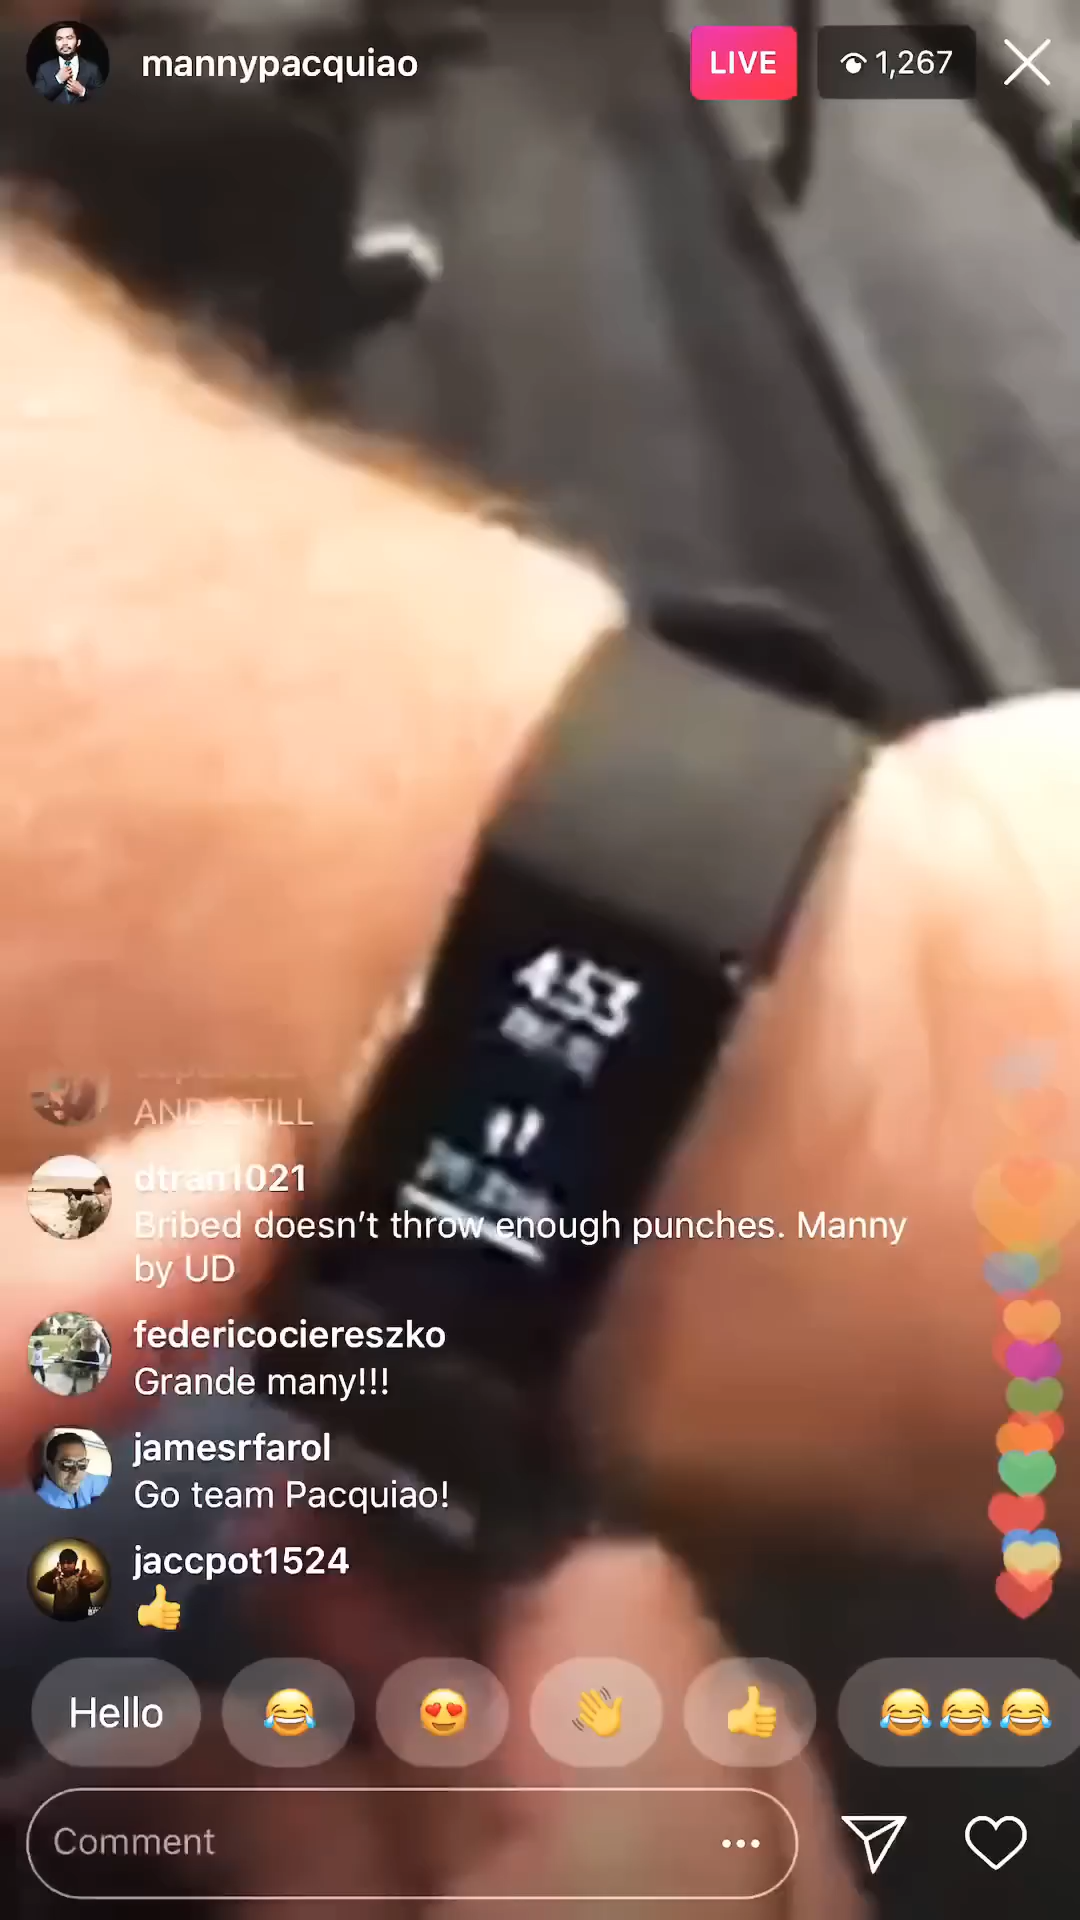 mannypacquiao
LIVE
1,267
4:53
AND STILL
dtran1021
Bribed doesn't throw enough punches. Manny
by UD
federicociereszko
Grande many!!!
jamesrfarol
Go team Pacquiao!
jaccpot1524
👍
Hello 😂 😍 👋 👍 😂😂😂
Comment